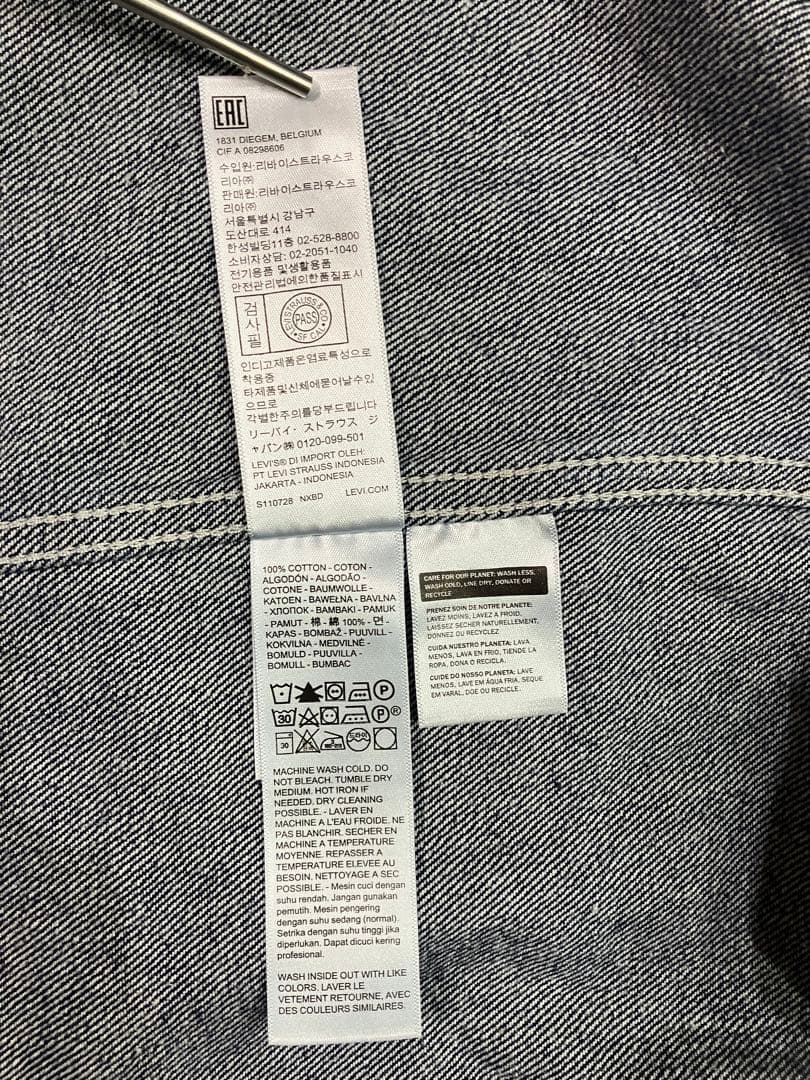 EAC
1831 DIEGEM, BELGIUM
CIF A 08298606
수입원:리바이스트라우스코
리아㈜
판매원:리바이스트라우스코
리아㈜
서울특별시 강남구
도산대로 414
한성빌딩11층 02-528-8800
소비자상담: 02-2051-1040
전기용품 및생활용품
안전관리법에의한품질표시
검사필
LEVI STRAUSS & CO
PASS
SF CAL
인디고제품은염료특성으로
착용중
타제품및신체에묻어날수있
으므로
각별한주의를당부드립니다
リーバイ・ ストラウス ジ
ャパン㈱ 0120-099-501
LEVI'S® DI IMPORT OLEH:
PT LEVI STRAUSS INDONESIA
JAKARTA - INDONESIA
S110728 NXBD LEVI.COM
100% COTTON - COTON -
ALGODÓN - ALGODÃO -
COTONE - BAUMWOLLE -
KATOEN - BAWEŁNA - BAVLNA
- ХЛОПОК - ΒΑΜΒΑΚΙ - PAMUK
- PAMUT - 棉 - 綿 100% - 면 -
KAPAS - BOMBAŽ - PUUVILL -
KOKVILNA - MEDVILNĖ -
BOMULD - PUUVILLA -
BOMULL - BUMBAC
P
30 P®
30 드라이
MACHINE WASH COLD. DO
NOT BLEACH. TUMBLE DRY
MEDIUM. HOT IRON IF
NEEDED. DRY CLEANING
POSSIBLE. - LAVER EN
MACHINE A L'EAU FROIDE. NE
PAS BLANCHIR. SECHER EN
MACHINE A TEMPERATURE
MOYENNE. REPASSER A
TEMPERATURE ELEVEE AU
BESOIN. NETTOYAGE A SEC
POSSIBLE. - Mesin cuci dengan
suhu rendah. Jangan gunakan
pemutih. Mesin pengering
dengan suhu sedang (normal).
Setrika dengan suhu tinggi jika
diperlukan. Dapat dicuci kering
profesional.
WASH INSIDE OUT WITH LIKE
COLORS. LAVER LE
VETEMENT RETOURNE, AVEC
DES COULEURS SIMILAIRES.
CARE FOR OUR PLANET: WASH LESS,
WASH COLD, LINE DRY, DONATE OR
RECYCLE
PRENEZ SOIN DE NOTRE PLANETE:
LAVEZ MOINS, LAVEZ A FROID,
LAISSEZ SECHER NATURELLEMENT,
DONNEZ OU RECYCLEZ
CUIDA NUESTRO PLANETA: LAVA
MENOS, LAVA EN FRIO, TIENDE LA
ROPA, DONA O RECICLA.
CUIDE DO NOSSO PLANETA: LAVE
MENOS, LAVE EM ÁGUA FRIA, SEQUE
EM VARAL, DOE OU RECICLE.